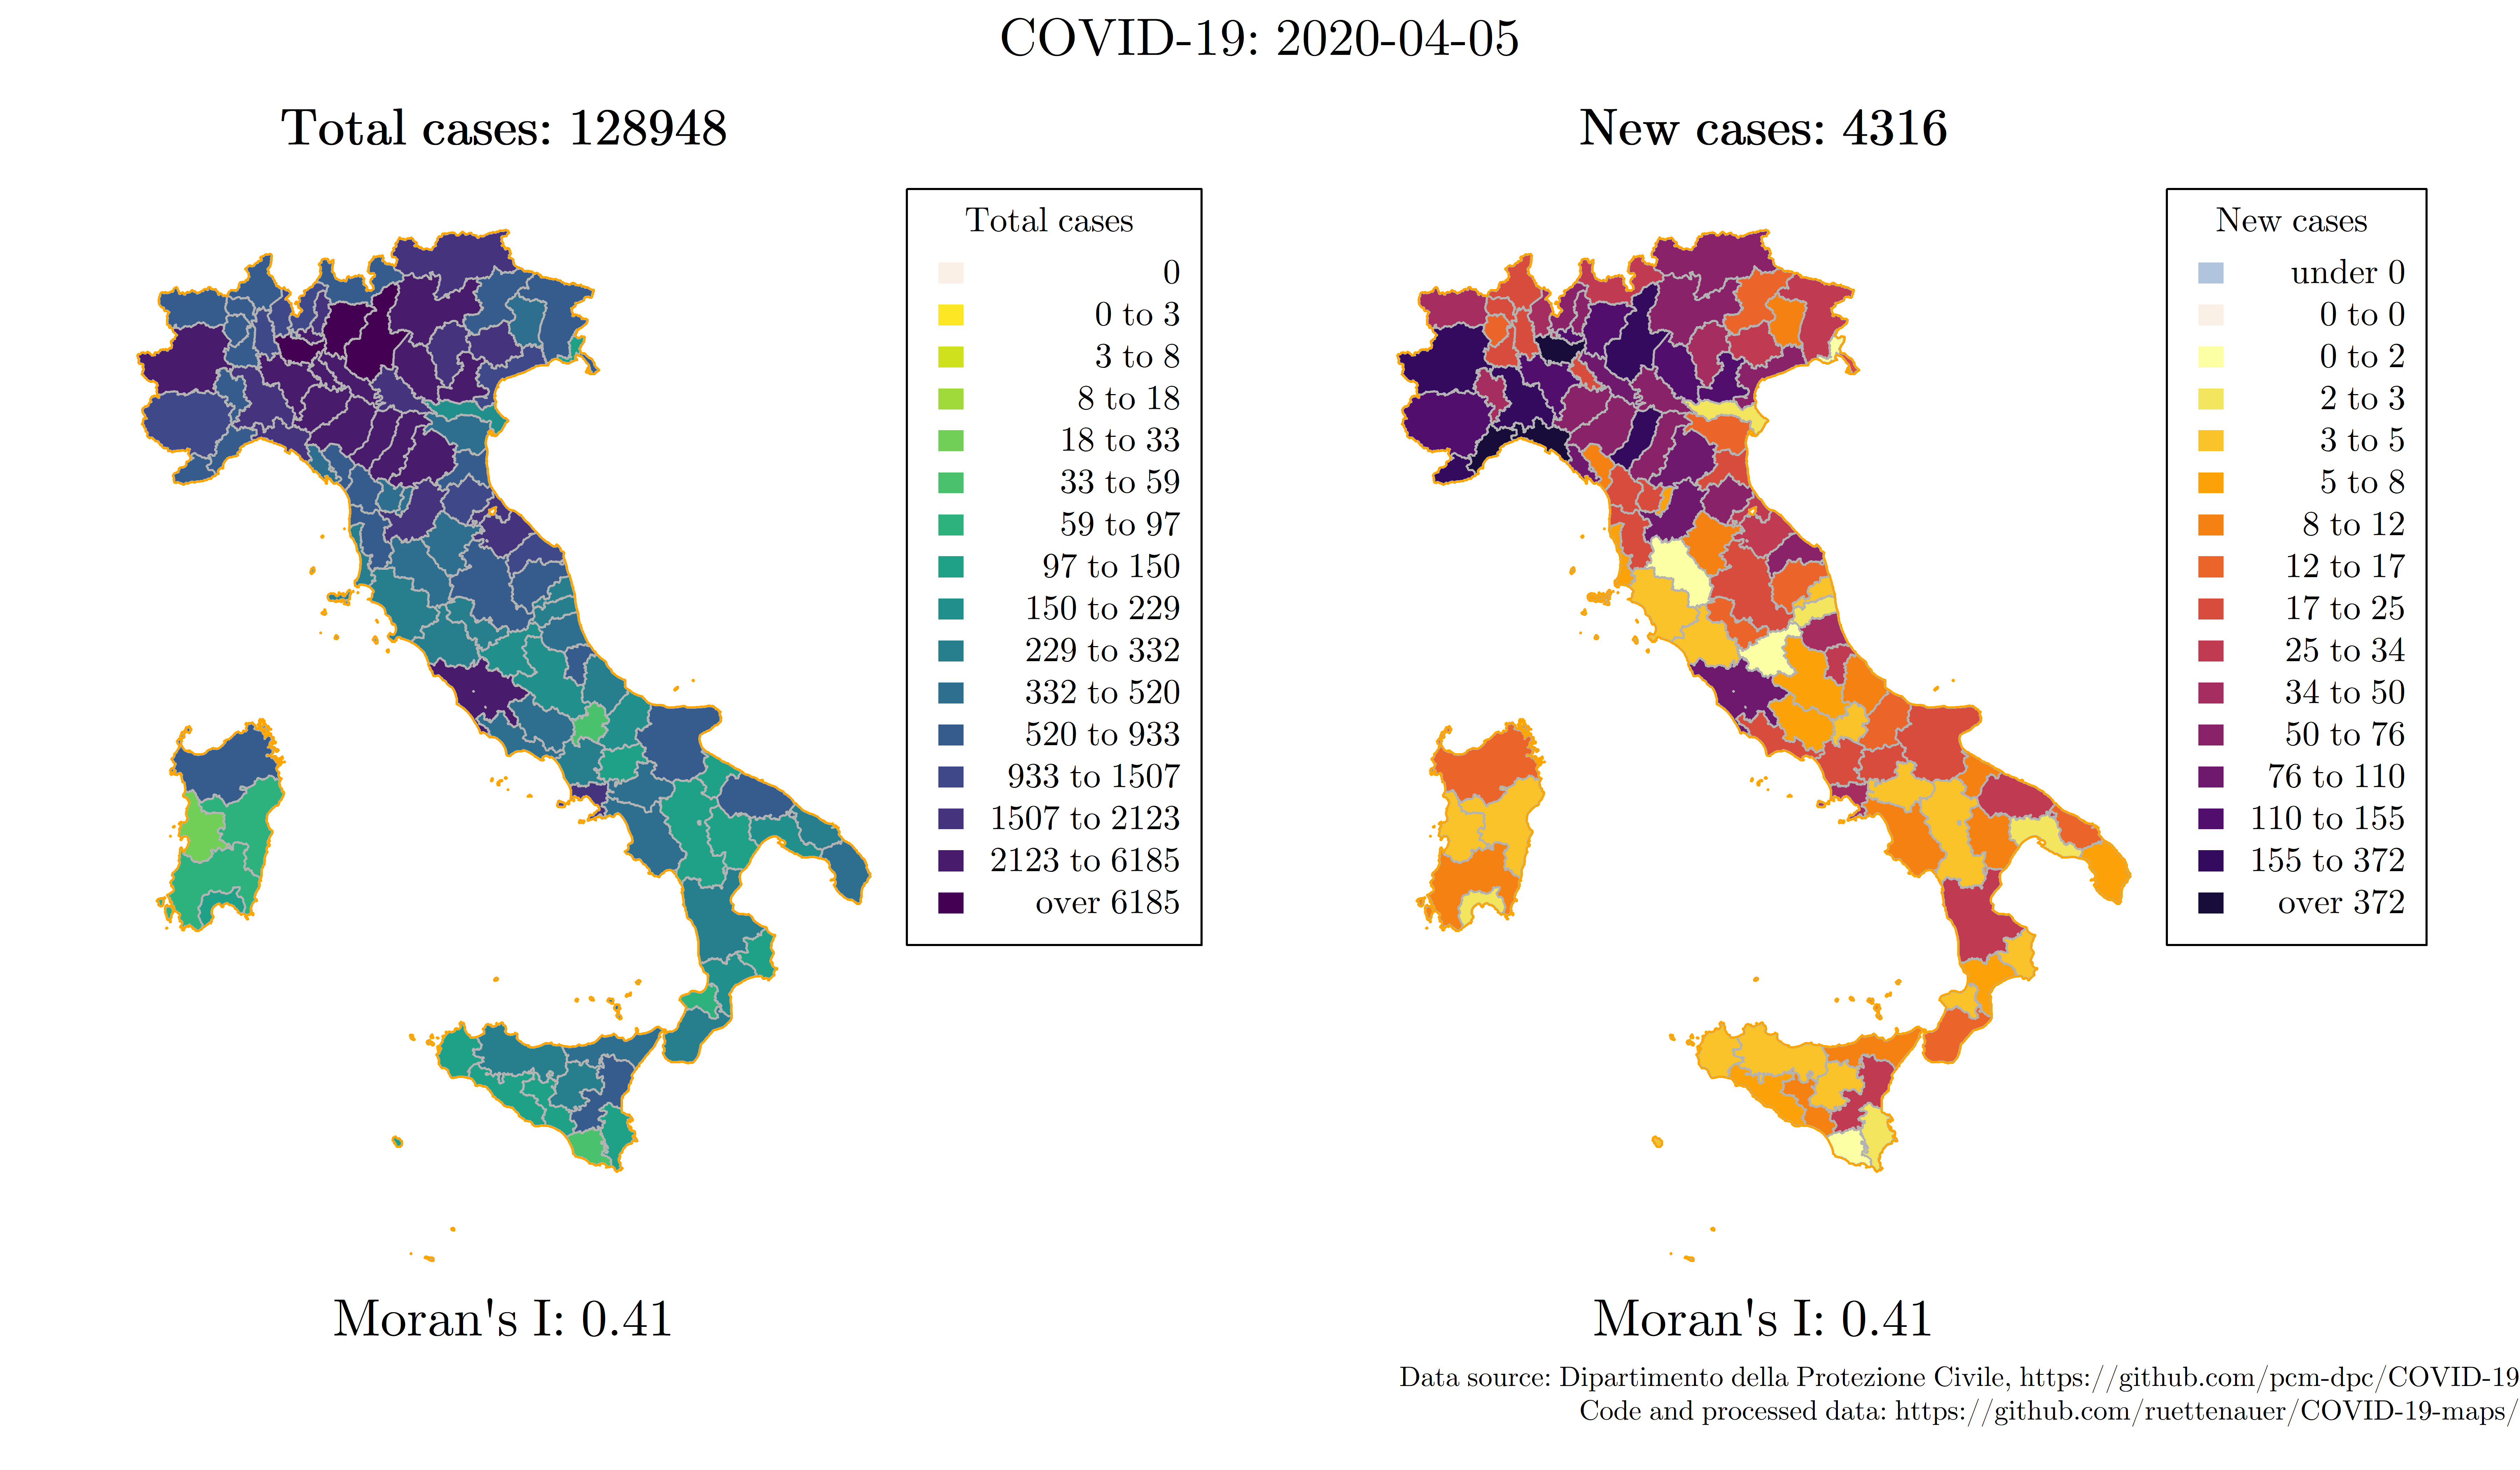 COVID-19: 2020-04-05
Total cases: 128948
Total cases
0
0 to 3
3 to 8
8 to 18
18 to 33
33 to 59
59 to 97
97 to 150
150 to 229
229 to 332
332 to 520
520 to 933
933 to 1507
1507 to 2123
2123 to 6185
over 6185
Moran's I: 0.41
New cases: 4316
New cases
under 0
0 to 0
0 to 2
2 to 3
3 to 5
5 to 8
8 to 12
12 to 17
17 to 25
25 to 34
34 to 50
50 to 76
76 to 110
110 to 155
155 to 372
over 372
Moran's I: 0.41
Data source: Dipartimento della Protezione Civile, https://github.com/pcm-dpc/COVID-19
Code and processed data: https://github.com/ruettenauer/COVID-19-maps/